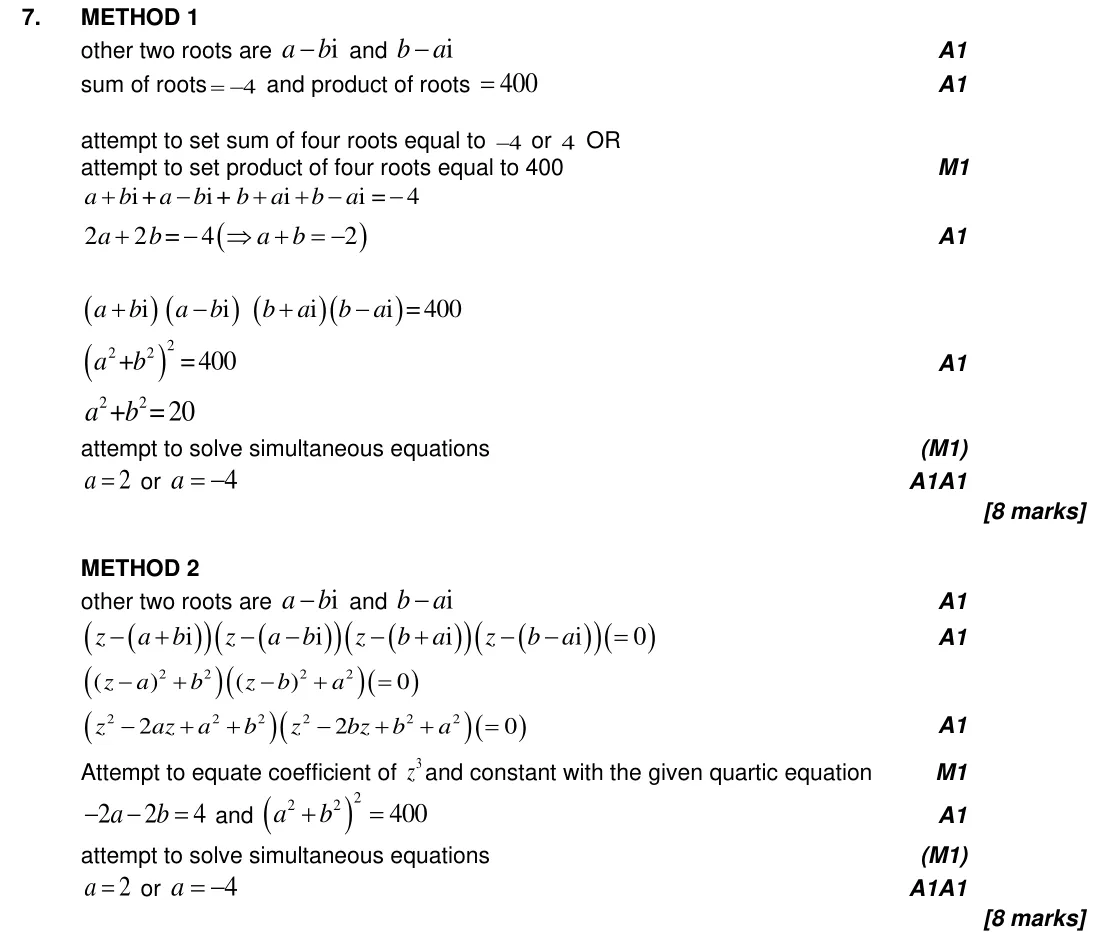 7. METHOD 1
other two roots are a − bi and b − ai A1
sum of roots = −4 and product of roots = 400 A1
attempt to set sum of four roots equal to −4 or 4 OR
attempt to set product of four roots equal to 400 M1
a + bi + a − bi + b + ai + b − ai = −4
2a + 2b = −4 (⇒ a + b = −2) A1
(a + bi)(a − bi) (b + ai)(b − ai) = 400
(a² + b²)² = 400 A1
a² + b² = 20
attempt to solve simultaneous equations (M1)
a = 2 or a = −4 A1A1
[8 marks]
METHOD 2
other two roots are a − bi and b − ai A1
(z − (a + bi))(z − (a − bi))(z − (b + ai))(z − (b − ai))(= 0) A1
((z − a)² + b²)((z − b)² + a²)(= 0)
(z² − 2az + a² + b²)(z² − 2bz + b² + a²)(= 0) A1
Attempt to equate coefficient of z³ and constant with the given quartic equation M1
−2a − 2b = 4 and (a² + b²)² = 400 A1
attempt to solve simultaneous equations (M1)
a = 2 or a = −4 A1A1
[8 marks]